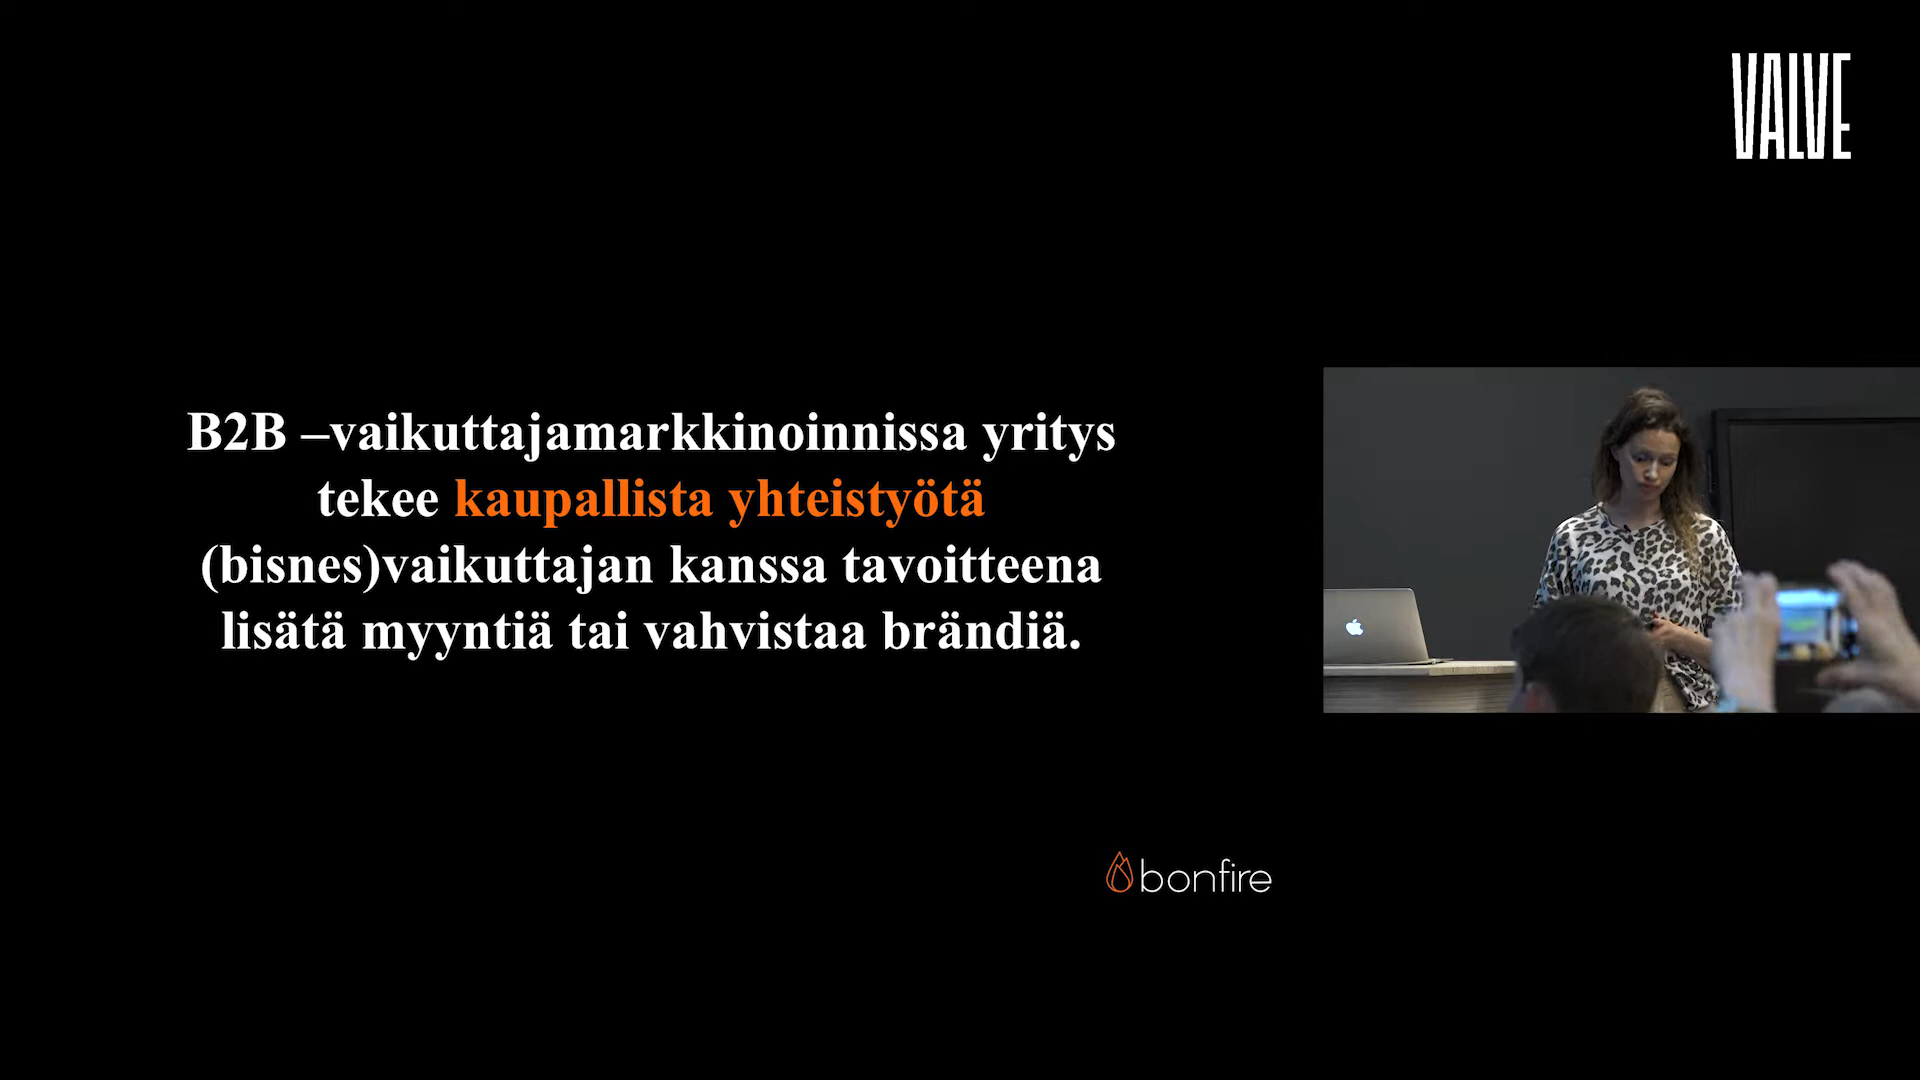 VALVE
B2B –vaikuttajamarkkinoinnissa yritys
tekee kaupallista yhteistyötä
(bisnes)vaikuttajan kanssa tavoitteena
lisätä myyntiä tai vahvistaa brändiä.
bonfire